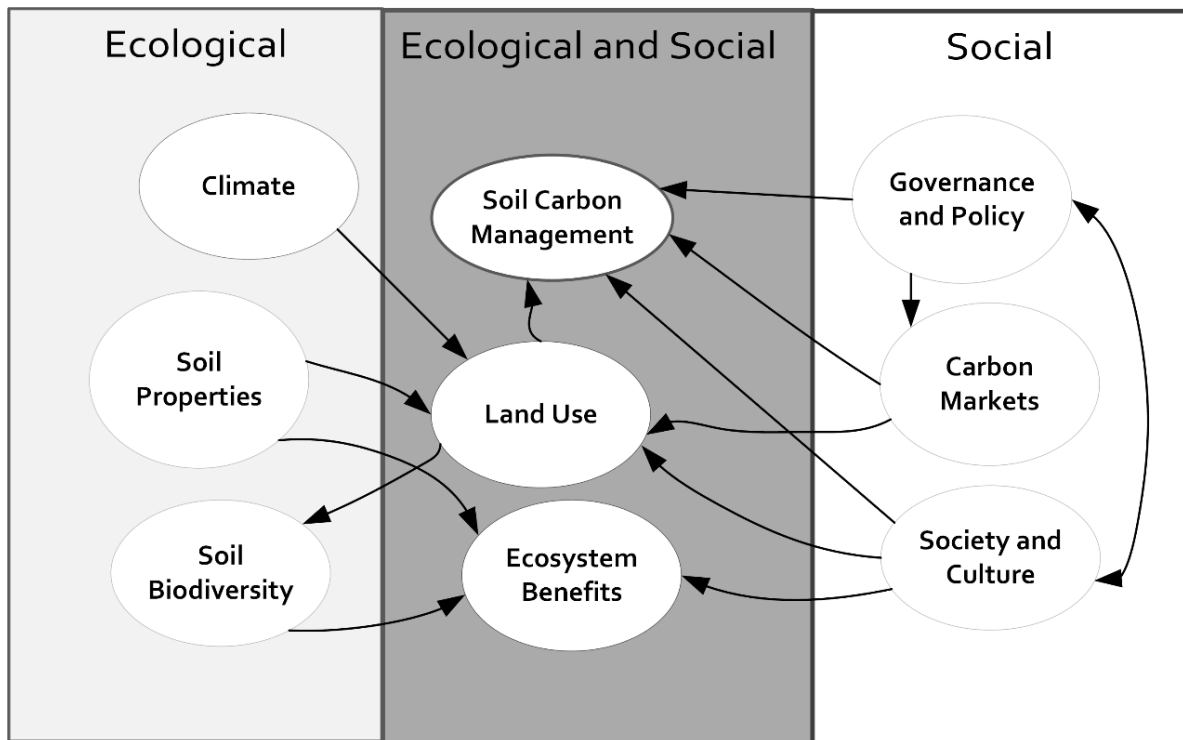 Ecological
Ecological and Social
Social
Climate
Soil
Properties
Soil
Biodiversity
Soil Carbon
Management
Land Use
Ecosystem
Benefits
Governance
and Policy
Carbon
Markets
Society and
Culture